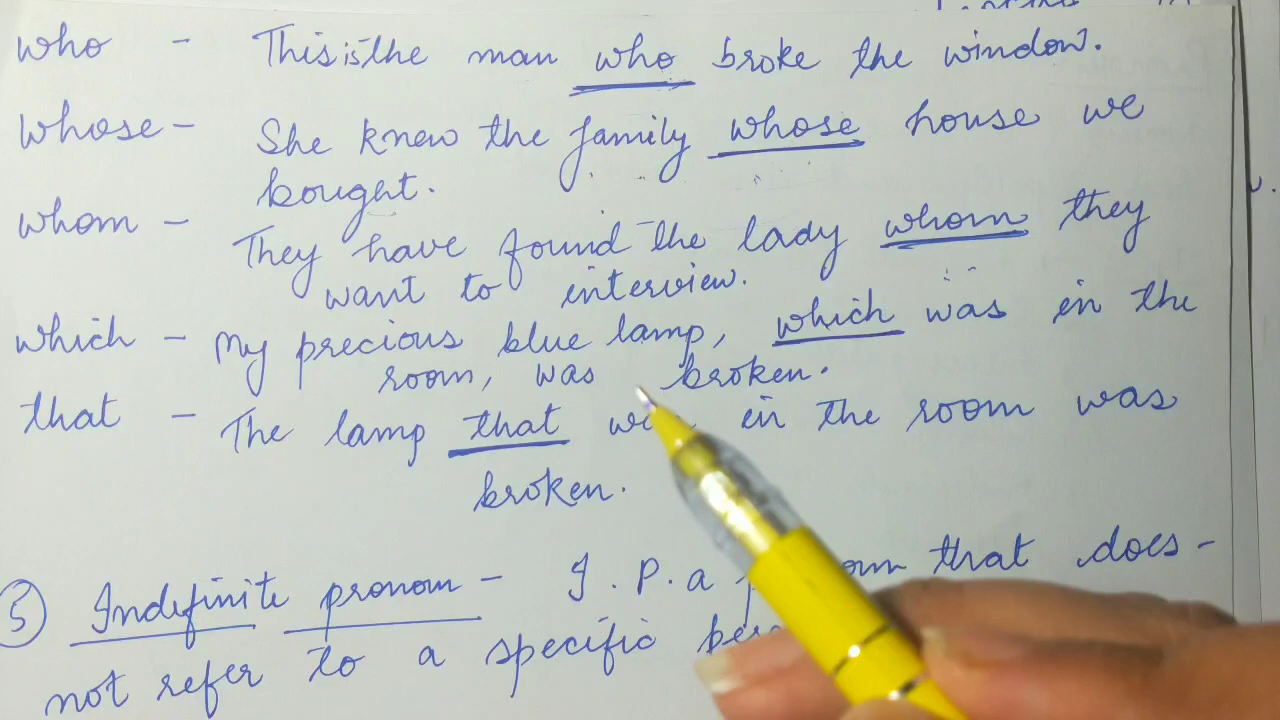 who - This is the man who broke the window.
whose - She knew the family whose house we
bought.
whom - They have found the lady whom they
want to interview.
which - My precious blue lamp, which was in the
room, was broken.
that - The lamp that in the room was
broken.
5 Indefinite pronoun - I. P. a that does-
not refer to a specific